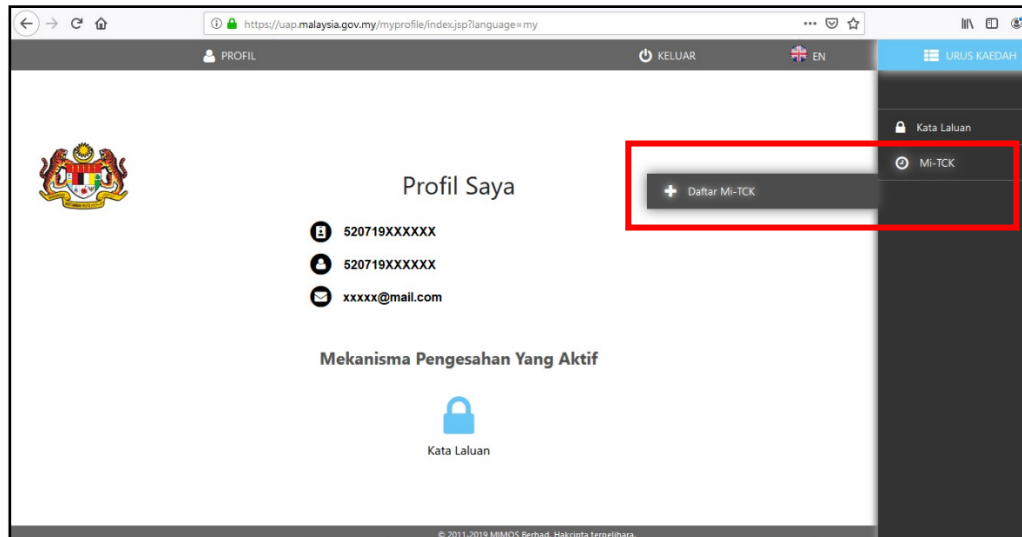 https://uap.malaysia.gov.my/myprofile/index.jsp?language=my
PROFIL
KELUAR
EN
URUS KAEDAH
Kata Laluan
Mi-TCK
Daftar Mi-TCK
Profil Saya
520719XXXXXX
520719XXXXXX
xxxxx@mail.com
Mekanisma Pengesahan Yang Aktif
Kata Laluan
© 2011-2019 MIMOS Berhad. Hakcipta terpelihara.